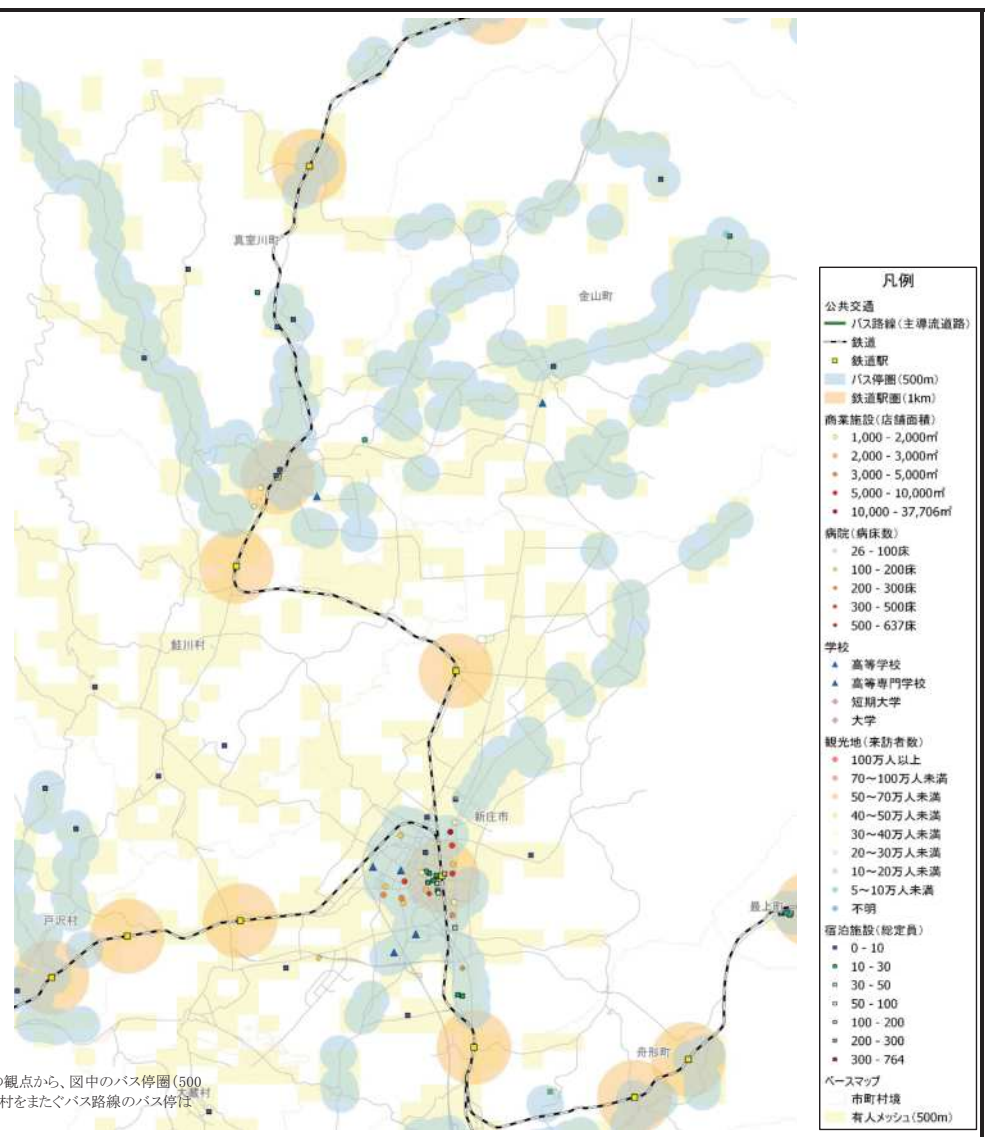 真室川町
金山町
鮭川村
新庄市
最上町
戸沢村
舟形町
大蔵村
の観点から、図中のバス停圏(500
村をまたぐバス路線のバス停は
凡例
公共交通
バス路線(主導流道路)
鉄道
鉄道駅
バス停圏(500m)
鉄道駅圏(1km)
商業施設(店舗面積)
1,000 - 2,000㎡
2,000 - 3,000㎡
3,000 - 5,000㎡
5,000 - 10,000㎡
10,000 - 37,706㎡
病院(病床数)
26 - 100床
100 - 200床
200 - 300床
300 - 500床
500 - 637床
学校
高等学校
高等専門学校
短期大学
大学
観光地(来訪者数)
100万人以上
70～100万人未満
50～70万人未満
40～50万人未満
30～40万人未満
20～30万人未満
10～20万人未満
5～10万人未満
不明
宿泊施設(総定員)
0 - 10
10 - 30
30 - 50
50 - 100
100 - 200
200 - 300
300 - 764
ベースマップ
市町村境
有人メッシュ(500m)